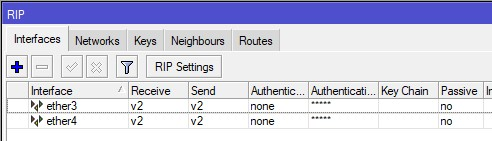 RIP
Interfaces Networks Keys Neighbours Routes
RIP Settings
Interface Receive Send Authentic... Authenticati... Key Chain Passive
ether3 v2 v2 none ***** no
ether4 v2 v2 none ***** no